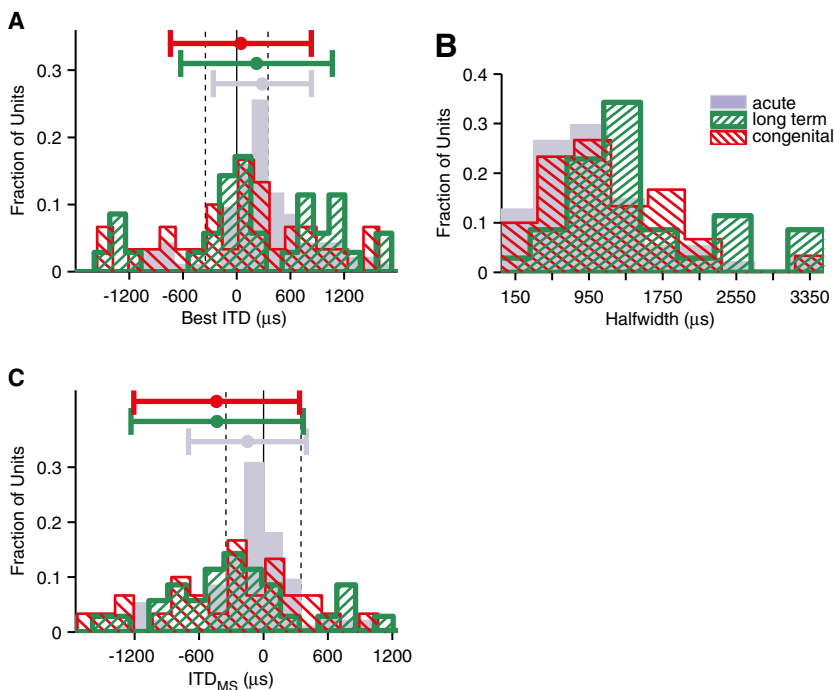 A
Fraction of Units
0.3
0.2
0.1
0
-1200 -600 0 600 1200
Best ITD (µs)
B
Fraction of Units
0.4
0.3
0.2
0.1
0
150 950 1750 2550 3350
Halfwidth (µs)
acute
long term
congenital
C
Fraction of Units
0.3
0.2
0.1
0
-1200 -600 0 600 1200
ITD_MS (µs)